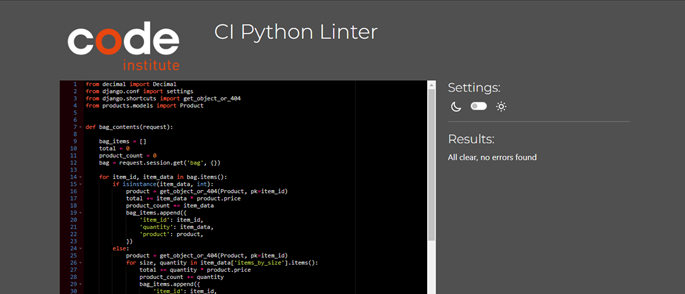 code
institute
CI Python Linter
1 from decimal import Decimal
2 from django.conf import settings
3 from django.shortcuts import get_object_or_404
4 from products.models import Product
5
6
7 def bag_contents(request):
8
9 bag_items = []
10 total = 0
11 product_count = 0
12 bag = request.session.get('bag', {})
13
14 for item_id, item_data in bag.items():
15 if isinstance(item_data, int):
16 product = get_object_or_404(Product, pk=item_id)
17 total += item_data * product.price
18 product_count += item_data
19 bag_items.append({
20 'item_id': item_id,
21 'quantity': item_data,
22 'product': product,
23 })
24 else:
25 product = get_object_or_404(Product, pk=item_id)
26 for size, quantity in item_data['items_by_size'].items():
27 total += quantity * product.price
28 product_count += quantity
29 bag_items.append({
30 'item_id': item_id,
Settings:
Results:
All clear, no errors found